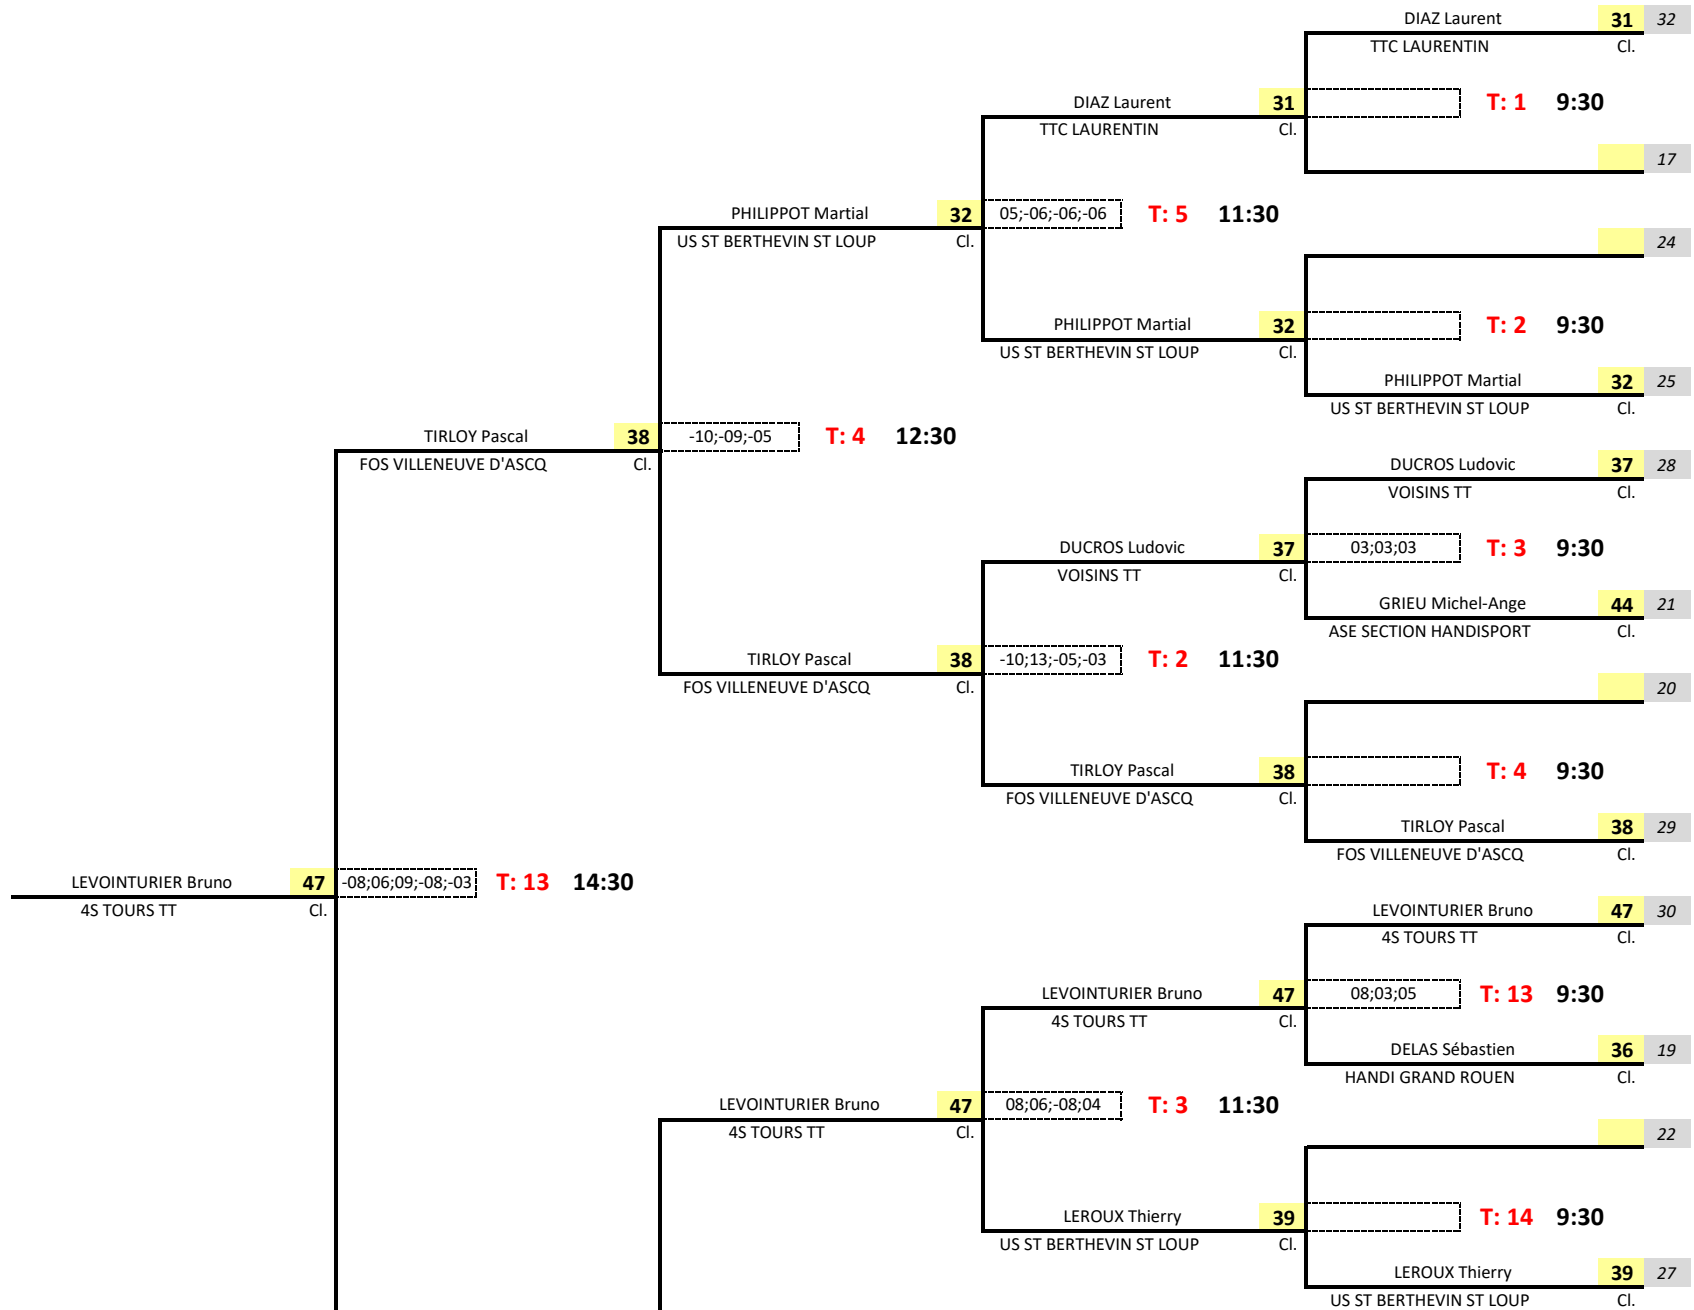 DIAZ Laurent 31 32
TTC LAURENTIN Cl.
DIAZ Laurent 31 T: 1 9:30
TTC LAURENTIN Cl.
17
PHILIPPOT Martial 32 05;-06;-06;-06 T: 5 11:30
US ST BERTHEVIN ST LOUP Cl.
24
PHILIPPOT Martial 32 T: 2 9:30
US ST BERTHEVIN ST LOUP Cl.
PHILIPPOT Martial 32 25
US ST BERTHEVIN ST LOUP Cl.
TIRLOY Pascal 38 -10;-09;-05 T: 4 12:30
FOS VILLENEUVE D'ASCQ Cl.
DUCROS Ludovic 37 28
VOISINS TT Cl.
DUCROS Ludovic 37 03;03;03 T: 3 9:30
VOISINS TT Cl.
GRIEU Michel-Ange 44 21
ASE SECTION HANDISPORT Cl.
TIRLOY Pascal 38 -10;13;-05;-03 T: 2 11:30
FOS VILLENEUVE D'ASCQ Cl.
20
TIRLOY Pascal 38 T: 4 9:30
FOS VILLENEUVE D'ASCQ Cl.
TIRLOY Pascal 38 29
FOS VILLENEUVE D'ASCQ Cl.
LEVOINTURIER Bruno 47 -08;06;09;-08;-03 T: 13 14:30
4S TOURS TT Cl.
LEVOINTURIER Bruno 47 30
4S TOURS TT Cl.
LEVOINTURIER Bruno 47 08;03;05 T: 13 9:30
4S TOURS TT Cl.
DELAS Sébastien 36 19
HANDI GRAND ROUEN Cl.
LEVOINTURIER Bruno 47 08;06;-08;04 T: 3 11:30
4S TOURS TT Cl.
22
LEROUX Thierry 39 T: 14 9:30
US ST BERTHEVIN ST LOUP Cl.
LEROUX Thierry 39 27
US ST BERTHEVIN ST LOUP Cl.